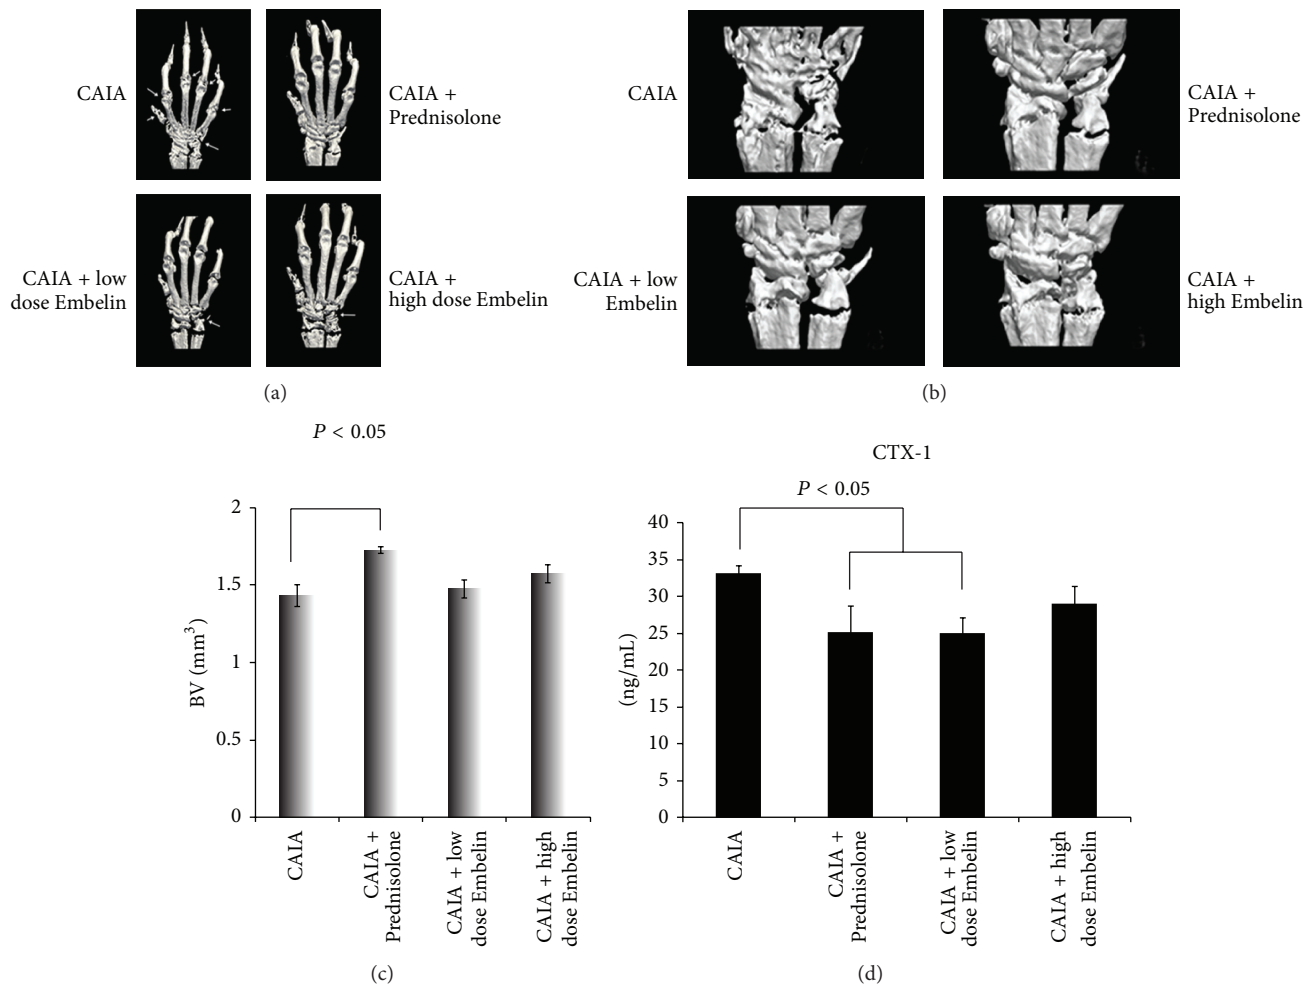 CAIA
CAIA +
Prednisolone
CAIA + low
dose Embelin
CAIA +
high dose Embelin
(a)
CAIA
CAIA +
Prednisolone
CAIA + low
Embelin
CAIA +
high Embelin
(b)
P < 0.05
2
1.5
1
0.5
0
BV (mm³)
CAIA
CAIA +
Prednisolone
CAIA + low
dose Embelin
CAIA + high
dose Embelin
(c)
CTX-1
P < 0.05
40
35
30
25
20
15
10
5
0
(ng/mL)
CAIA
CAIA +
Prednisolone
CAIA + low
dose Embelin
CAIA + high
dose Embelin
(d)